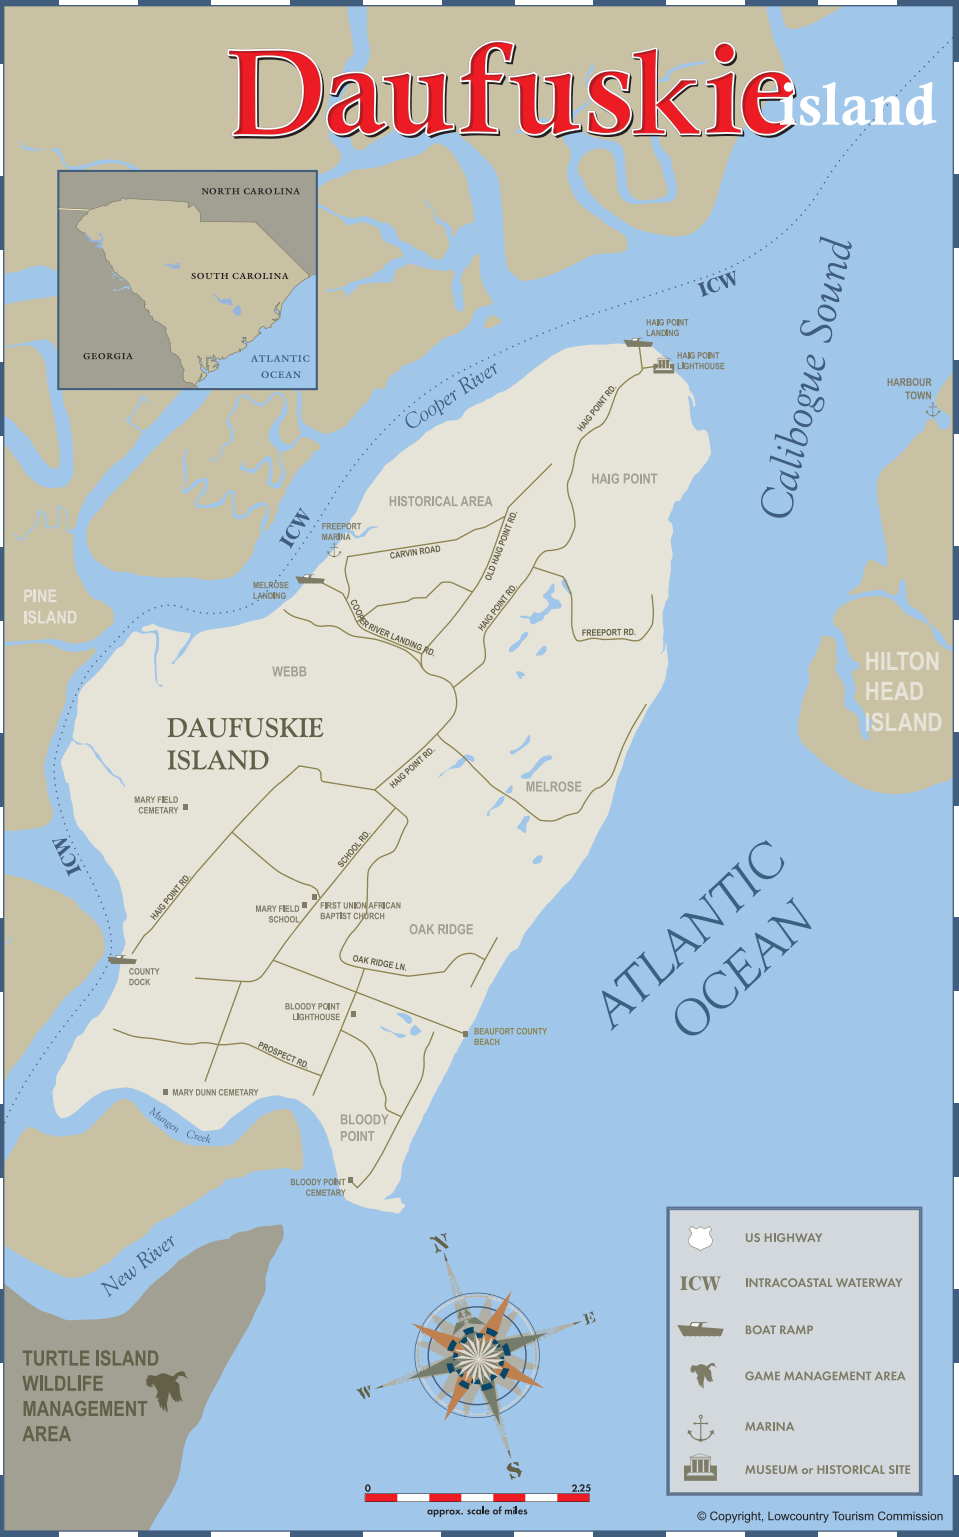 Daufuskie island
NORTH CAROLINA
SOUTH CAROLINA
GEORGIA
ATLANTIC
OCEAN
ICW
Calibogue Sound
HAIG POINT
LANDING
HAIG POINT
LIGHTHOUSE
HARBOUR
TOWN
Cooper River
HAIG POINT RD.
HAIG POINT
HISTORICAL AREA
ICW
FREEPORT
MARINA
CARVIN ROAD
OLD HAIG POINT RD.
MELROSE
LANDING
PINE
ISLAND
COOPER RIVER LANDING RD.
HAIG POINT RD.
FREEPORT RD.
WEBB
HILTON
HEAD
ISLAND
DAUFUSKIE
ISLAND
HAIG POINT RD.
MELROSE
MARY FIELD
CEMETARY
SCHOOL RD.
ICW
HAIG POINT RD.
MARY FIELD
SCHOOL
FIRST UNION AFRICAN
BAPTIST CHURCH
OAK RIDGE
ATLANTIC
OCEAN
OAK RIDGE LN.
COUNTY
DOCK
BLOODY POINT
LIGHTHOUSE
BEAUFORT COUNTY
BEACH
PROSPECT RD.
MARY DUNN CEMETARY
Mungen Creek
BLOODY
POINT
BLOODY POINT
CEMETARY
New River
N
E
W
S
TURTLE ISLAND
WILDLIFE
MANAGEMENT
AREA
US HIGHWAY
ICW INTRACOASTAL WATERWAY
BOAT RAMP
GAME MANAGEMENT AREA
MARINA
MUSEUM or HISTORICAL SITE
0 2.25
approx. scale of miles
© Copyright, Lowcountry Tourism Commission